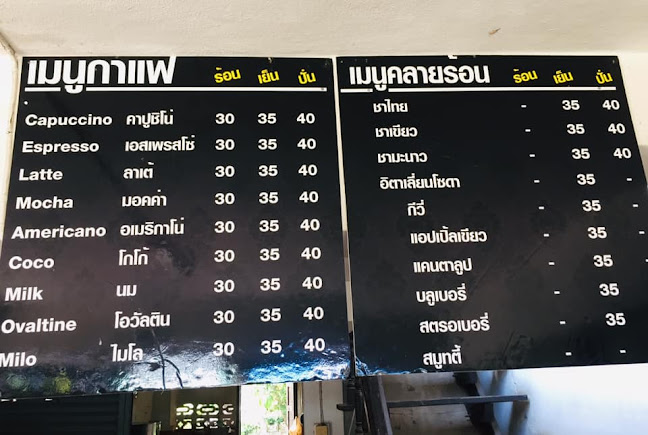 เมนูกาแฟ ร้อน เย็น ปั่น
Capuccino คาปูชิโน่ 30 35 40
Espresso เอสเพรสโซ่ 30 35 40
Latte ลาเต้ 30 35 40
Mocha มอคค่า 30 35 40
Americano อเมริกาโน่ 30 35 40
Coco โกโก้ 30 35 40
Milk นม 30 35 40
Ovaltine โอวัลติน 30 35 40
Milo ไมโล 30 35 40
เมนูคลายร้อน ร้อน เย็น ปั่น
ชาไทย - 35 40
ชาเขียว - 35 40
ชามะนาว - 35 40
อิตาเลี่ยนโซดา - 35 -
กีวี่ - 35 -
แอปเปิ้ลเขียว - 35 -
แคนตาลูป - 35 -
บลูเบอรี่ - 35
สตรอเบอรี่ - 35
สมูทตี้ - -